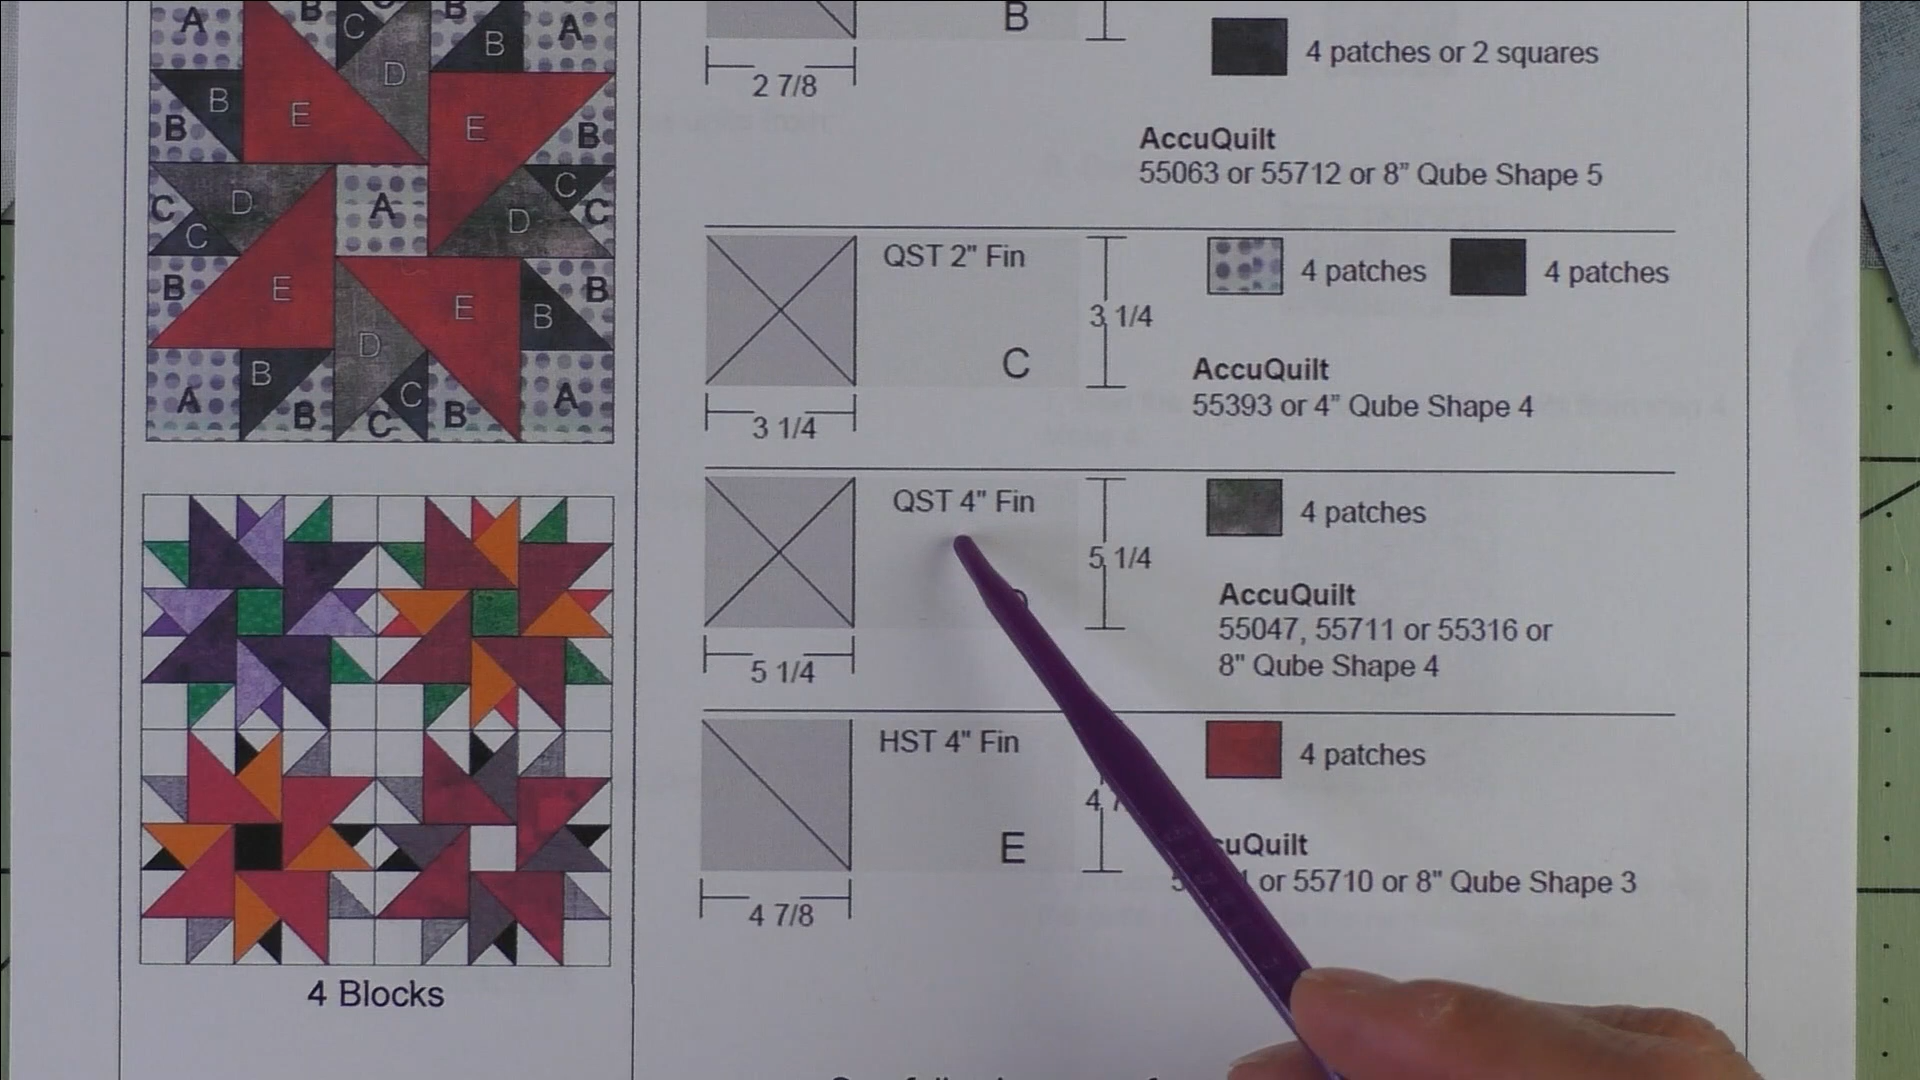 A B C B A
B D B
B E E B
C D A D C
C C
B E E B B
D
A B B C C B A
4 Blocks
B
2 7/8
4 patches or 2 squares
AccuQuilt
55063 or 55712 or 8" Qube Shape 5
QST 2" Fin
C
3 1/4
3 1/4
4 patches
4 patches
AccuQuilt
55393 or 4" Qube Shape 4
QST 4" Fin
5 1/4
5 1/4
4 patches
AccuQuilt
55047, 55711 or 55316 or
8" Qube Shape 4
HST 4" Fin
E
4
4 7/8
4 patches
cuQuilt
or 55710 or 8" Qube Shape 3